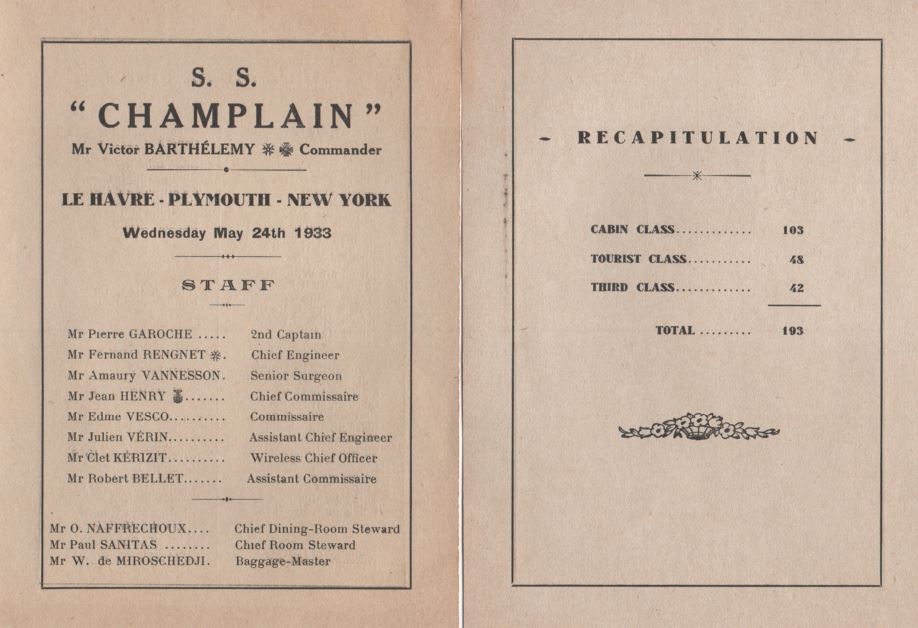 S. S.
" CHAMPLAIN "
Mr Victor BARTHÉLEMY Commander
LE HAVRE - PLYMOUTH - NEW YORK
Wednesday May 24th 1933
STAFF
Mr Pierre GAROCHE ..... 2nd Captain
Mr Fernand RENGNET . Chief Engineer
Mr Amaury VANNESSON. Senior Surgeon
Mr Jean HENRY ....... Chief Commissaire
Mr Edme VESCO.......... Commissaire
Mr Julien VÉRIN.......... Assistant Chief Engineer
Mr Clet KÉRIZIT.......... Wireless Chief Officer
Mr Robert BELLET....... Assistant Commissaire
Mr O. NAFFRECHOUX.... Chief Dining-Room Steward
Mr Paul SANITAS ........ Chief Room Steward
Mr W. de MIROSCHEDJI. Baggage-Master
- RECAPITULATION -
CABIN CLASS............ 103
TOURIST CLASS.......... 48
THIRD CLASS............ 42
TOTAL ......... 193